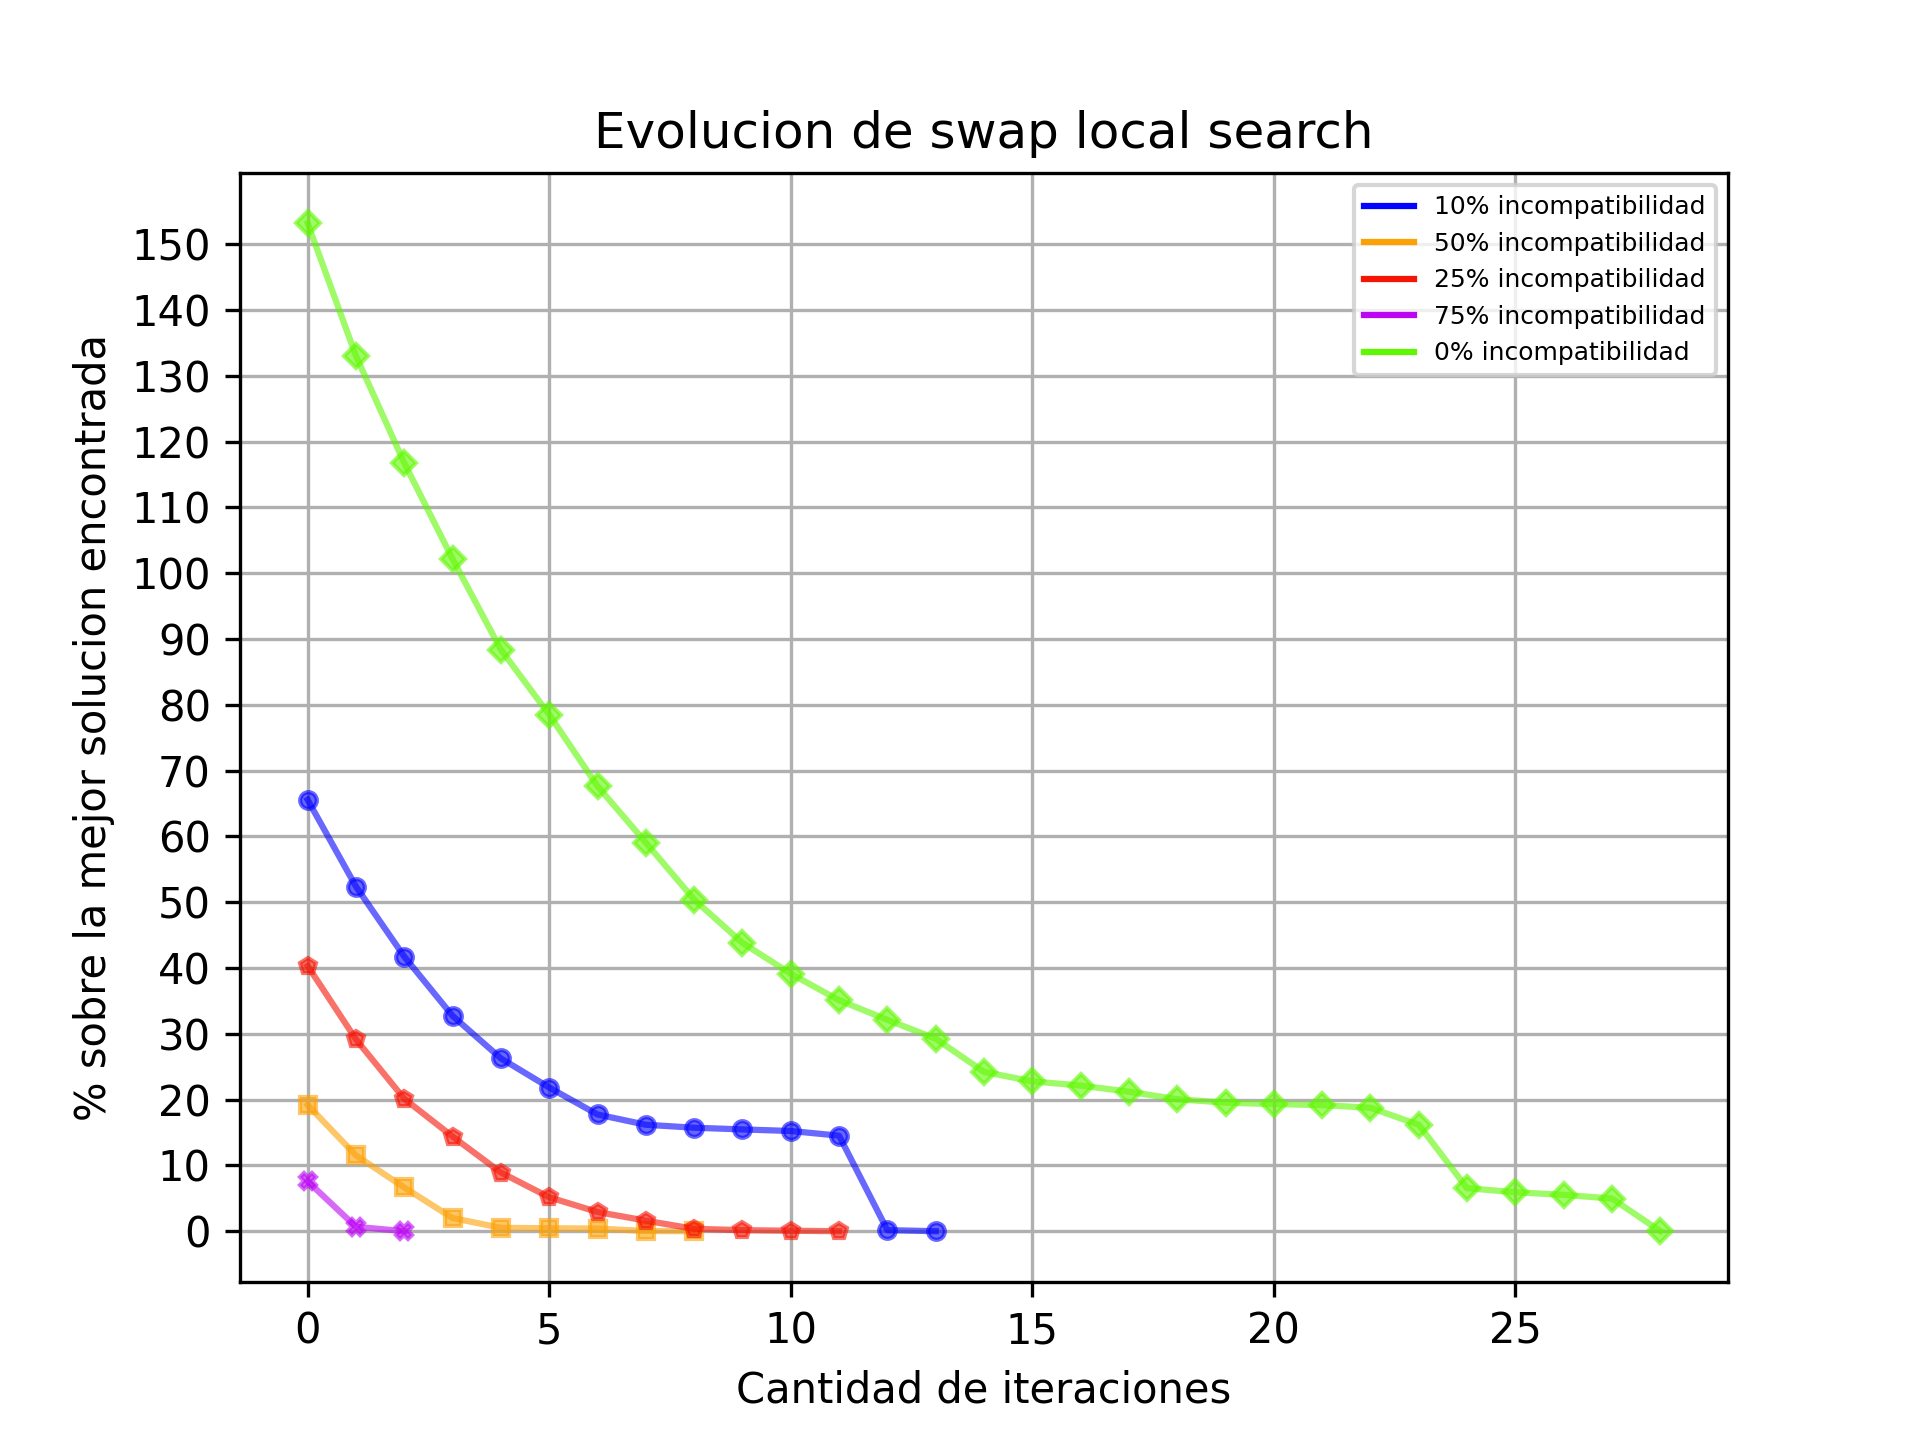 Evolucion de swap local search
10% incompatibilidad
50% incompatibilidad
25% incompatibilidad
75% incompatibilidad
0% incompatibilidad
% sobre la mejor solucion encontrada
150
140
130
120
110
100
90
80
70
60
50
40
30
20
10
0
0 5 10 15 20 25
Cantidad de iteraciones